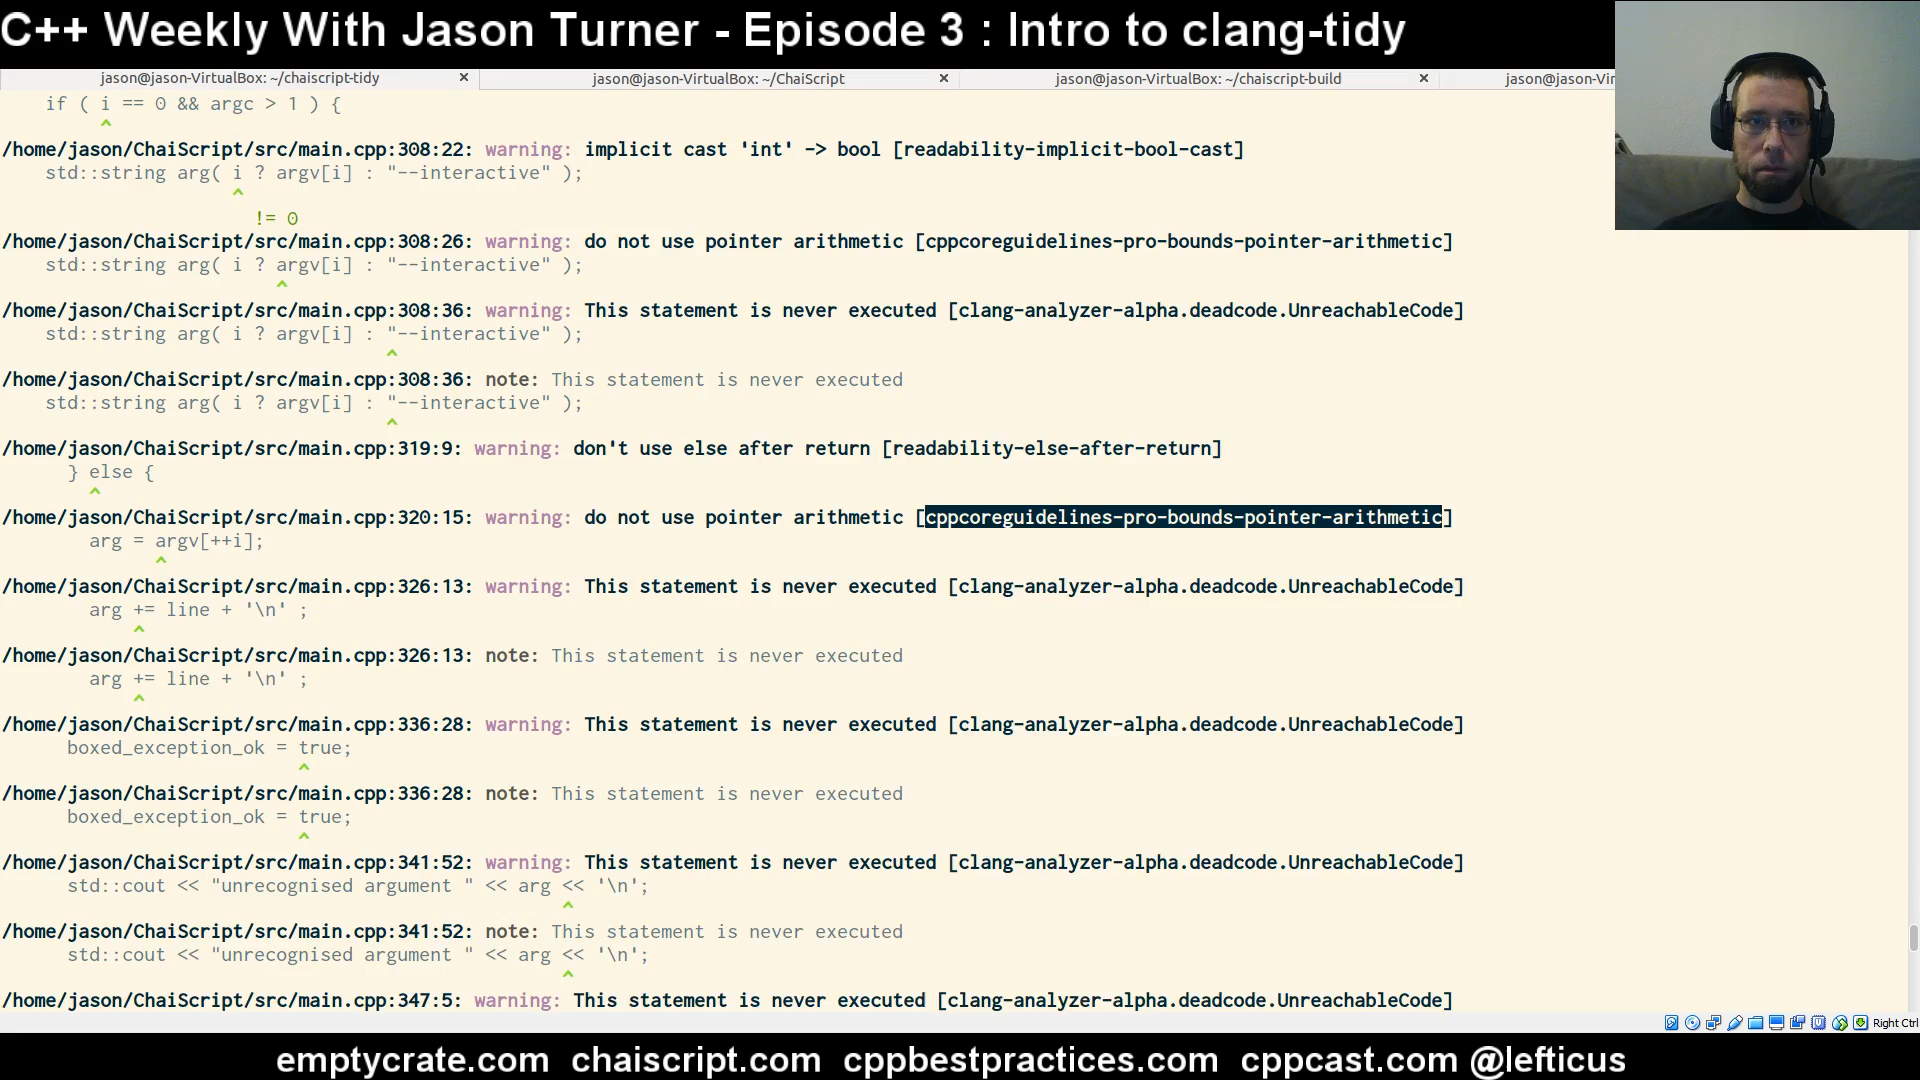 C++ Weekly With Jason Turner - Episode 3 : Intro to clang-tidy
jason@jason-VirtualBox: ~/chaiscript-tidy × jason@jason-VirtualBox: ~/ChaiScript × jason@jason-VirtualBox: ~/chaiscript-build × jason@jason-Vir
if ( i == 0 && argc > 1 ) {
^
/home/jason/ChaiScript/src/main.cpp:308:22: warning: implicit cast 'int' -> bool [readability-implicit-bool-cast]
std::string arg( i ? argv[i] : "--interactive" );
^
!= 0
/home/jason/ChaiScript/src/main.cpp:308:26: warning: do not use pointer arithmetic [cppcoreguidelines-pro-bounds-pointer-arithmetic]
std::string arg( i ? argv[i] : "--interactive" );
^
/home/jason/ChaiScript/src/main.cpp:308:36: warning: This statement is never executed [clang-analyzer-alpha.deadcode.UnreachableCode]
std::string arg( i ? argv[i] : "--interactive" );
^
/home/jason/ChaiScript/src/main.cpp:308:36: note: This statement is never executed
std::string arg( i ? argv[i] : "--interactive" );
^
/home/jason/ChaiScript/src/main.cpp:319:9: warning: don't use else after return [readability-else-after-return]
} else {
^
/home/jason/ChaiScript/src/main.cpp:320:15: warning: do not use pointer arithmetic [cppcoreguidelines-pro-bounds-pointer-arithmetic]
arg = argv[++i];
^
/home/jason/ChaiScript/src/main.cpp:326:13: warning: This statement is never executed [clang-analyzer-alpha.deadcode.UnreachableCode]
arg += line + '\n' ;
^
/home/jason/ChaiScript/src/main.cpp:326:13: note: This statement is never executed
arg += line + '\n' ;
^
/home/jason/ChaiScript/src/main.cpp:336:28: warning: This statement is never executed [clang-analyzer-alpha.deadcode.UnreachableCode]
boxed_exception_ok = true;
^
/home/jason/ChaiScript/src/main.cpp:336:28: note: This statement is never executed
boxed_exception_ok = true;
^
/home/jason/ChaiScript/src/main.cpp:341:52: warning: This statement is never executed [clang-analyzer-alpha.deadcode.UnreachableCode]
std::cout << "unrecognised argument " << arg << '\n';
^
/home/jason/ChaiScript/src/main.cpp:341:52: note: This statement is never executed
std::cout << "unrecognised argument " << arg << '\n';
^
/home/jason/ChaiScript/src/main.cpp:347:5: warning: This statement is never executed [clang-analyzer-alpha.deadcode.UnreachableCode]
Right Ctrl
emptycrate.com chaiscript.com cppbestpractices.com cppcast.com @lefticus